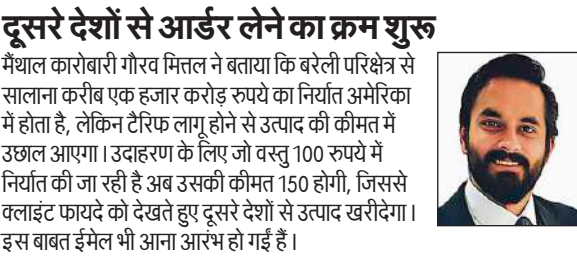 दूसरे देशों से आर्डर लेने का क्रम शुरू
मैंथाल कारोबारी गौरव मित्तल ने बताया कि बरेली परिक्षेत्र से
सालाना करीब एक हजार करोड़ रुपये का निर्यात अमेरिका
में होता है, लेकिन टैरिफ लागू होने से उत्पाद की कीमत में
उछाल आएगा। उदाहरण के लिए जो वस्तु 100 रुपये में
निर्यात की जा रही है अब उसकी कीमत 150 होगी, जिससे
क्लाइंट फायदे को देखते हुए दूसरे देशों से उत्पाद खरीदेगा।
इस बाबत ईमेल भी आना आरंभ हो गईं हैं।